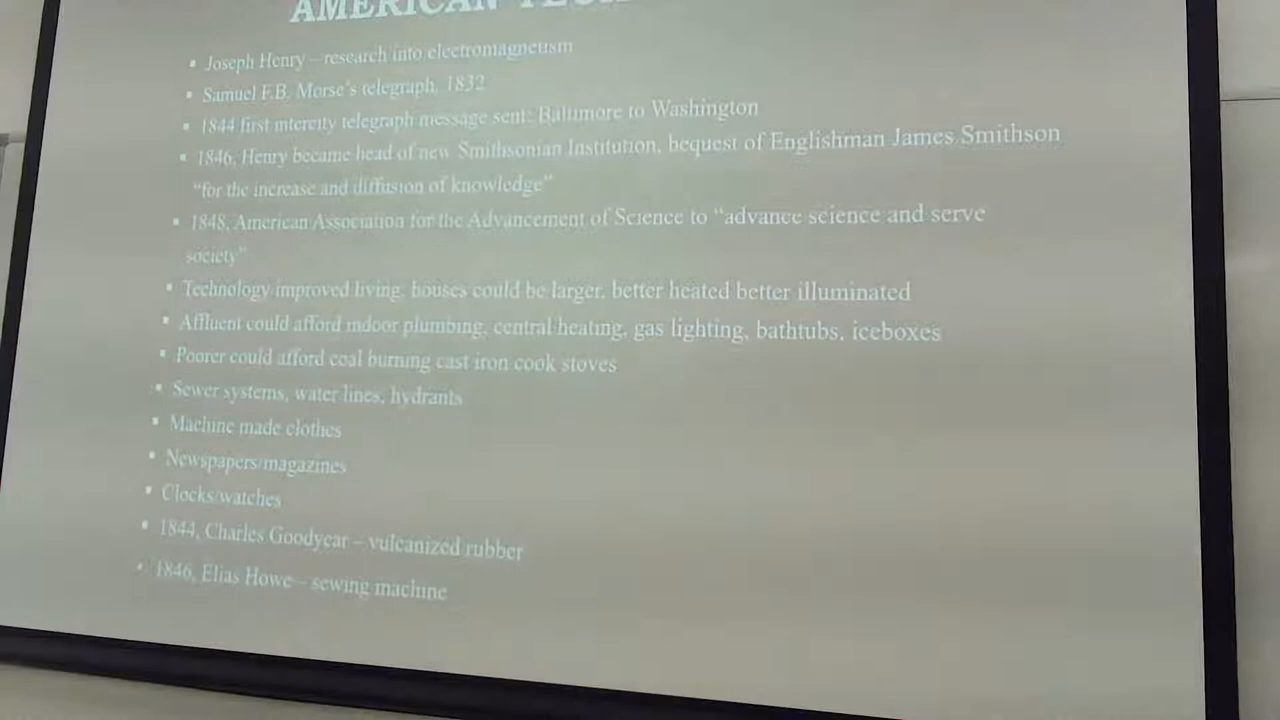 AMERICAN
▪ Joseph Henry – research into electromagnetism
▪ Samuel F.B. Morse's telegraph, 1832
▪ 1844 first intercity telegraph message sent: Baltimore to Washington
▪ 1846, Henry became head of new Smithsonian Institution, bequest of Englishman James Smithson
“for the increase and diffusion of knowledge”
▪ 1848, American Association for the Advancement of Science to “advance science and serve
society”
▪ Technology improved living: houses could be larger, better heated better illuminated
▪ Affluent could afford indoor plumbing, central heating, gas lighting, bathtubs, iceboxes
▪ Poorer could afford coal burning cast iron cook stoves
▪ Sewer systems, water lines, hydrants
▪ Machine made clothes
▪ Newspapers/magazines
▪ Clocks/watches
▪ 1844, Charles Goodyear – vulcanized rubber
▪ 1846, Elias Howe – sewing machine